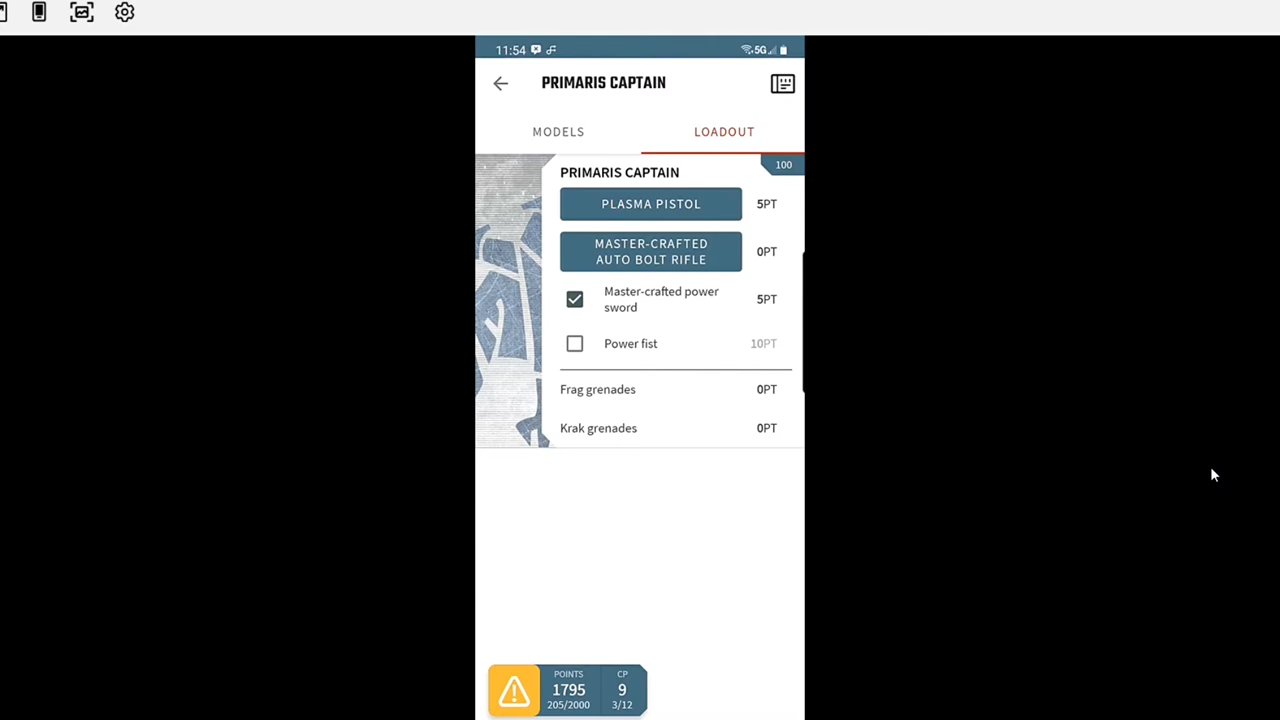 11:54
5G
PRIMARIS CAPTAIN
MODELS
LOADOUT
100
PRIMARIS CAPTAIN
PLASMA PISTOL 5PT
MASTER-CRAFTED
AUTO BOLT RIFLE 0PT
Master-crafted power
sword 5PT
Power fist 10PT
Frag grenades 0PT
Krak grenades 0PT
POINTS CP
1795 9
205/2000 3/12